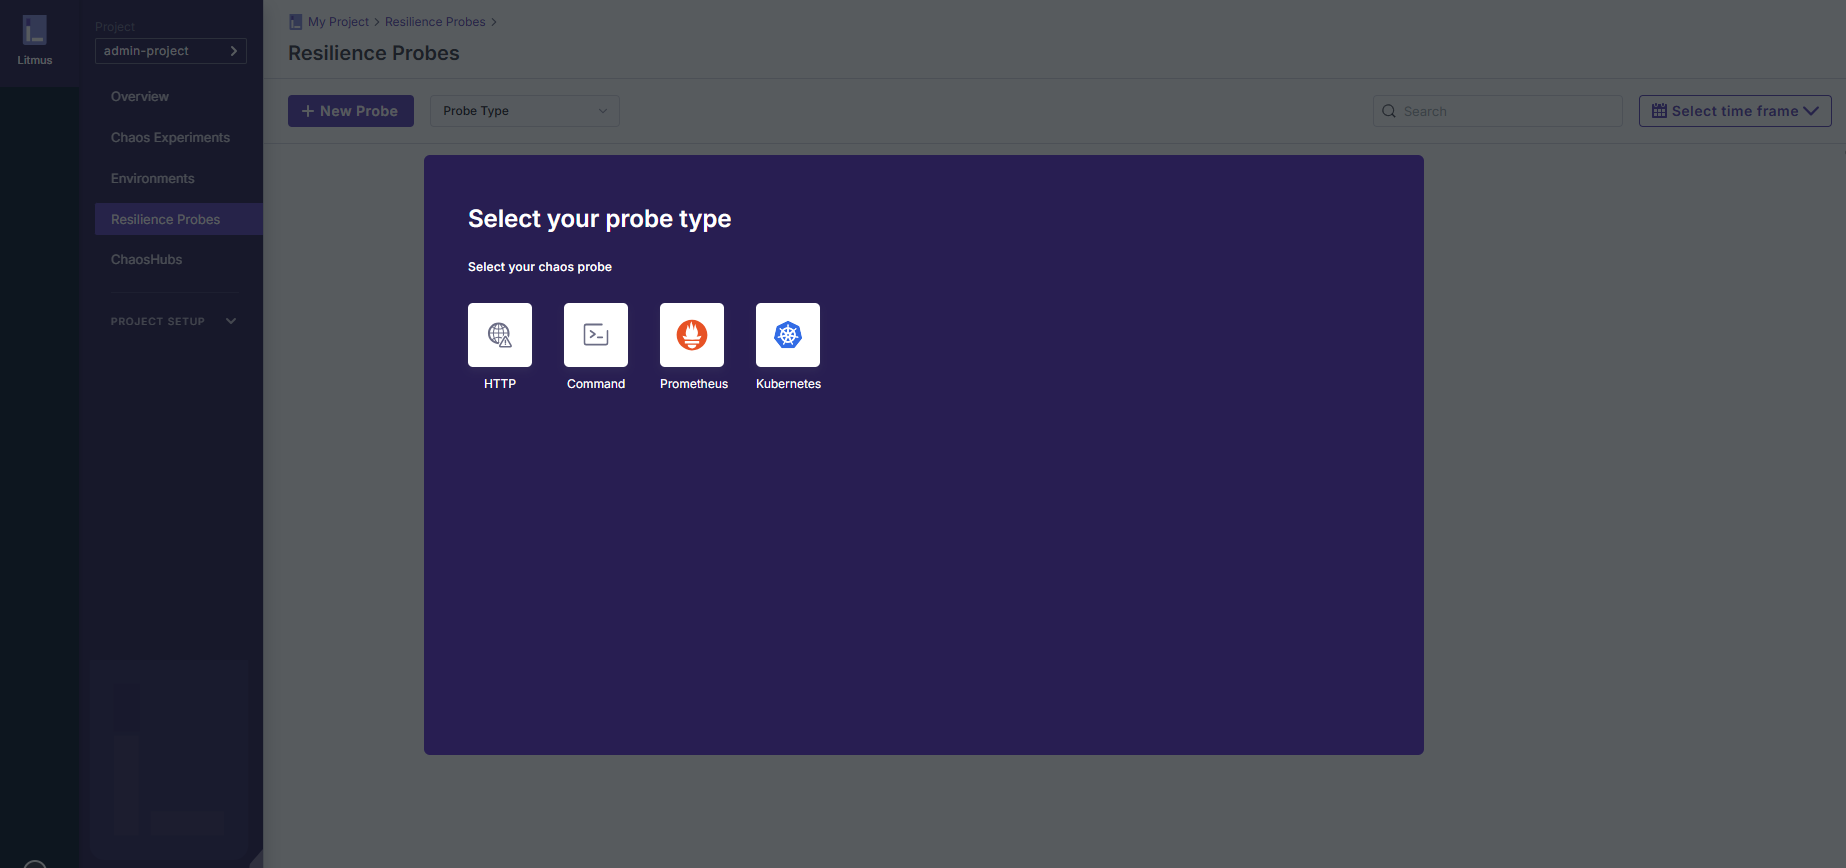 Litmus
Project
admin-project
Overview
Chaos Experiments
Environments
Resilience Probes
ChaosHubs
PROJECT SETUP
My Project > Resilience Probes >
Resilience Probes
+ New Probe
Probe Type
Search
Select time frame
Select your probe type
Select your chaos probe
HTTP
Command
Prometheus
Kubernetes